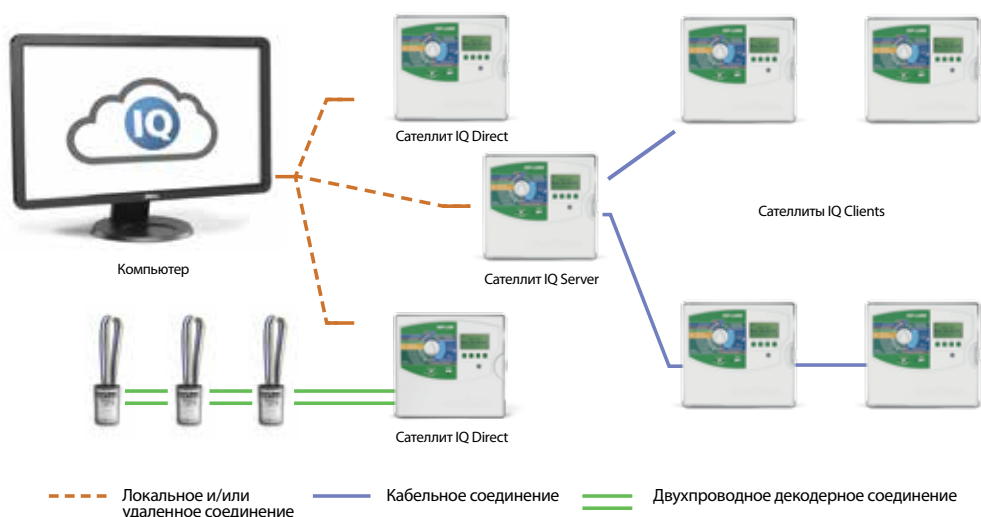 IQ
Сателлит IQ Direct
Компьютер
Сателлит IQ Server
Сателлиты IQ Clients
Сателлит IQ Direct
Локальное и/или
удаленное соединение
Кабельное соединение
Двухпроводное декодерное соединение